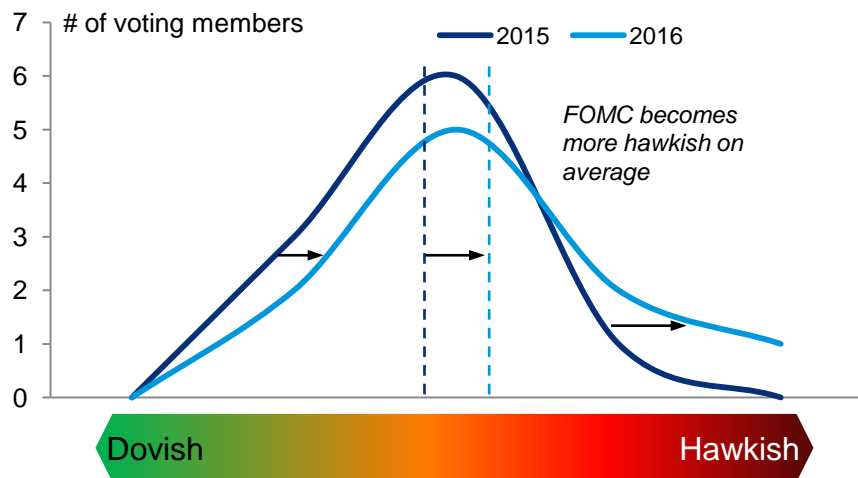 # of voting members
2015
2016
7
6
5
4
3
2
1
0
FOMC becomes
more hawkish on
average
Dovish
Hawkish